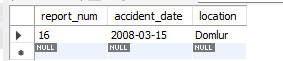 report_num accident_date location
16 2008-03-15 Domlur
NULL NULL NULL